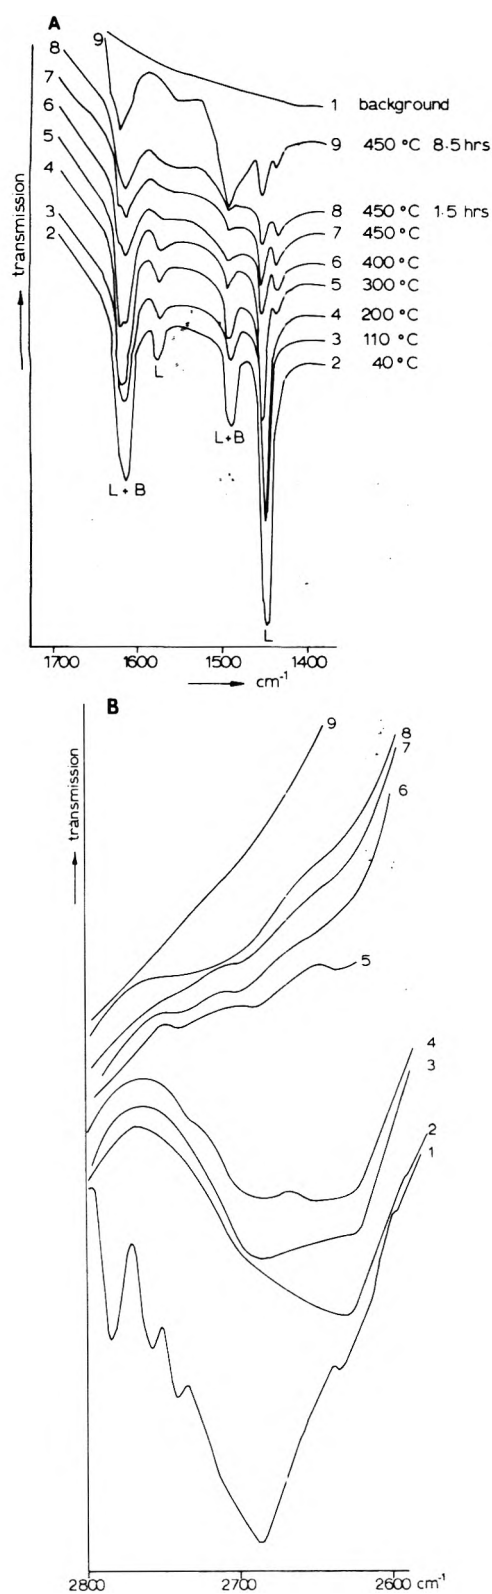 A
9
8
7
6
5
4
3
2
1 background
9 450 °C 8.5 hrs
8 450 °C 1.5 hrs
7 450 °C
6 400 °C
5 300 °C
4 200 °C
3 110 °C
2 40 °C
transmission
L
L+B
L + B
L
1700 1600 1500 1400
cm⁻¹
B
transmission
9
8
7
6
5
4
3
2
1
2800 2700 2600 cm⁻¹